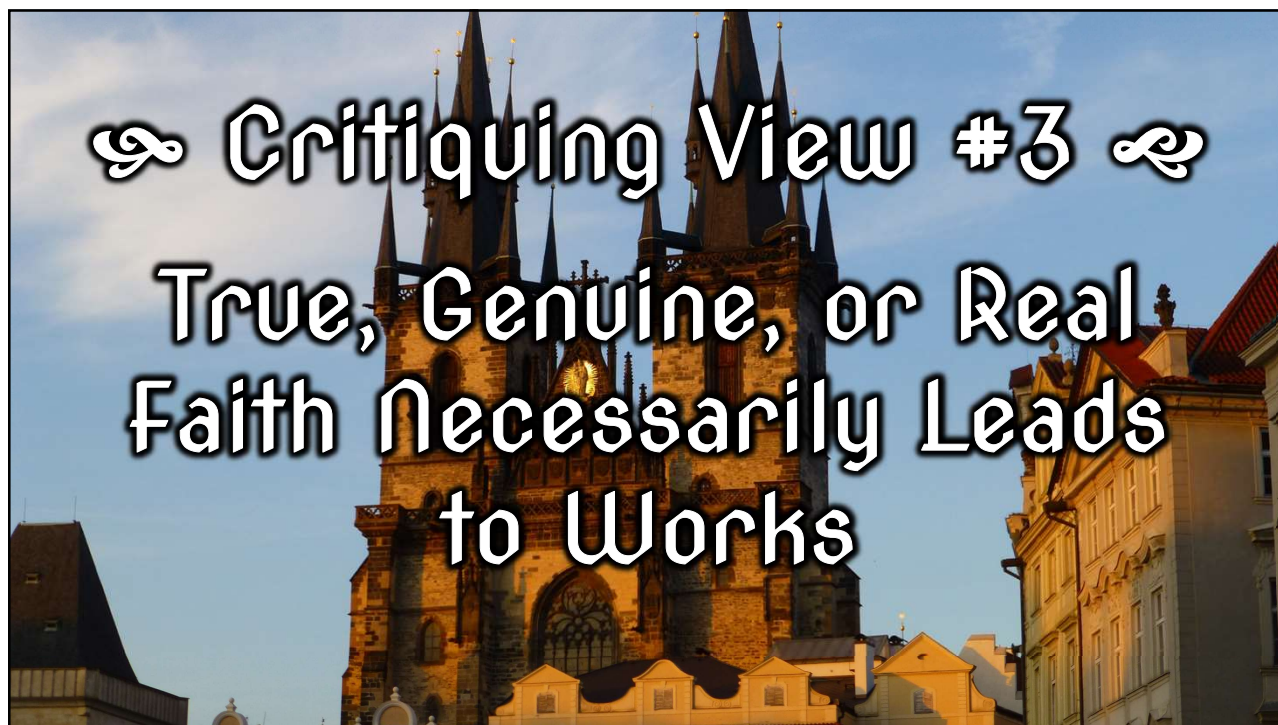 Critiquing View #3
True, Genuine, or Real
Faith Necessarily Leads
to Works